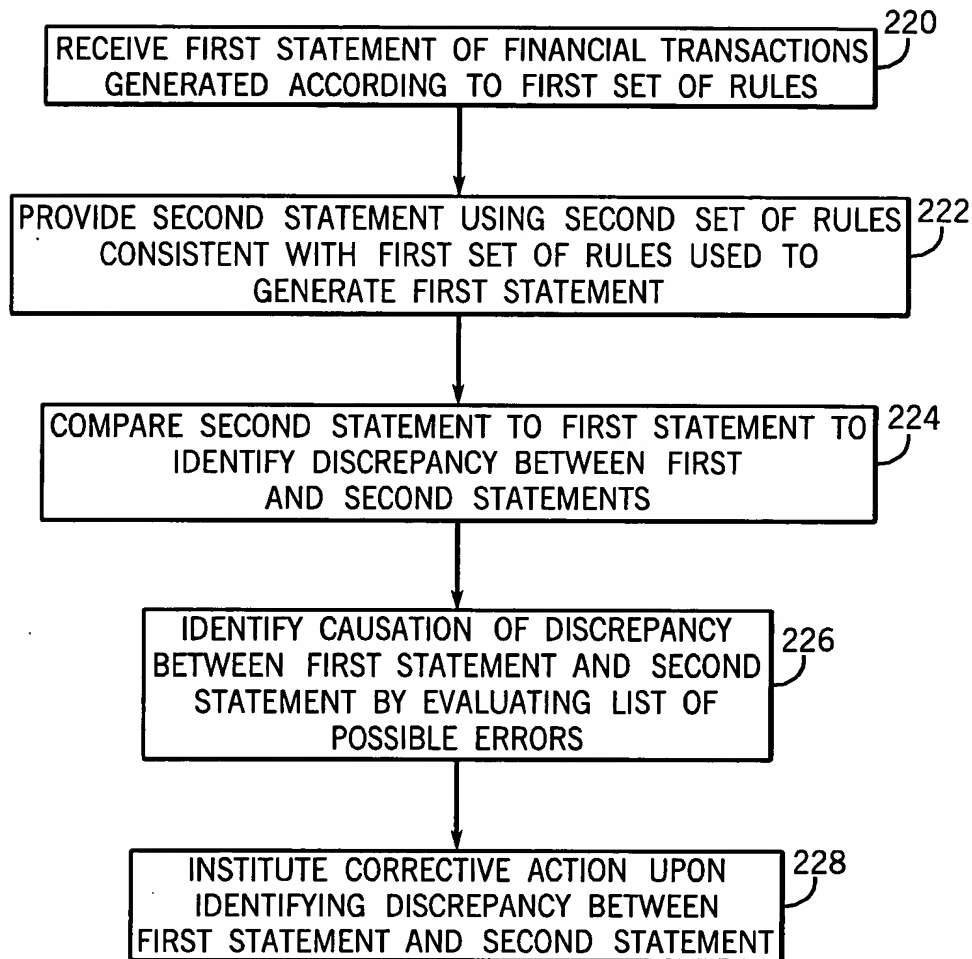 220
RECEIVE FIRST STATEMENT OF FINANCIAL TRANSACTIONS
GENERATED ACCORDING TO FIRST SET OF RULES
222
PROVIDE SECOND STATEMENT USING SECOND SET OF RULES
CONSISTENT WITH FIRST SET OF RULES USED TO
GENERATE FIRST STATEMENT
224
COMPARE SECOND STATEMENT TO FIRST STATEMENT TO
IDENTIFY DISCREPANCY BETWEEN FIRST
AND SECOND STATEMENTS
226
IDENTIFY CAUSATION OF DISCREPANCY
BETWEEN FIRST STATEMENT AND SECOND
STATEMENT BY EVALUATING LIST OF
POSSIBLE ERRORS
228
INSTITUTE CORRECTIVE ACTION UPON
IDENTIFYING DISCREPANCY BETWEEN
FIRST STATEMENT AND SECOND STATEMENT